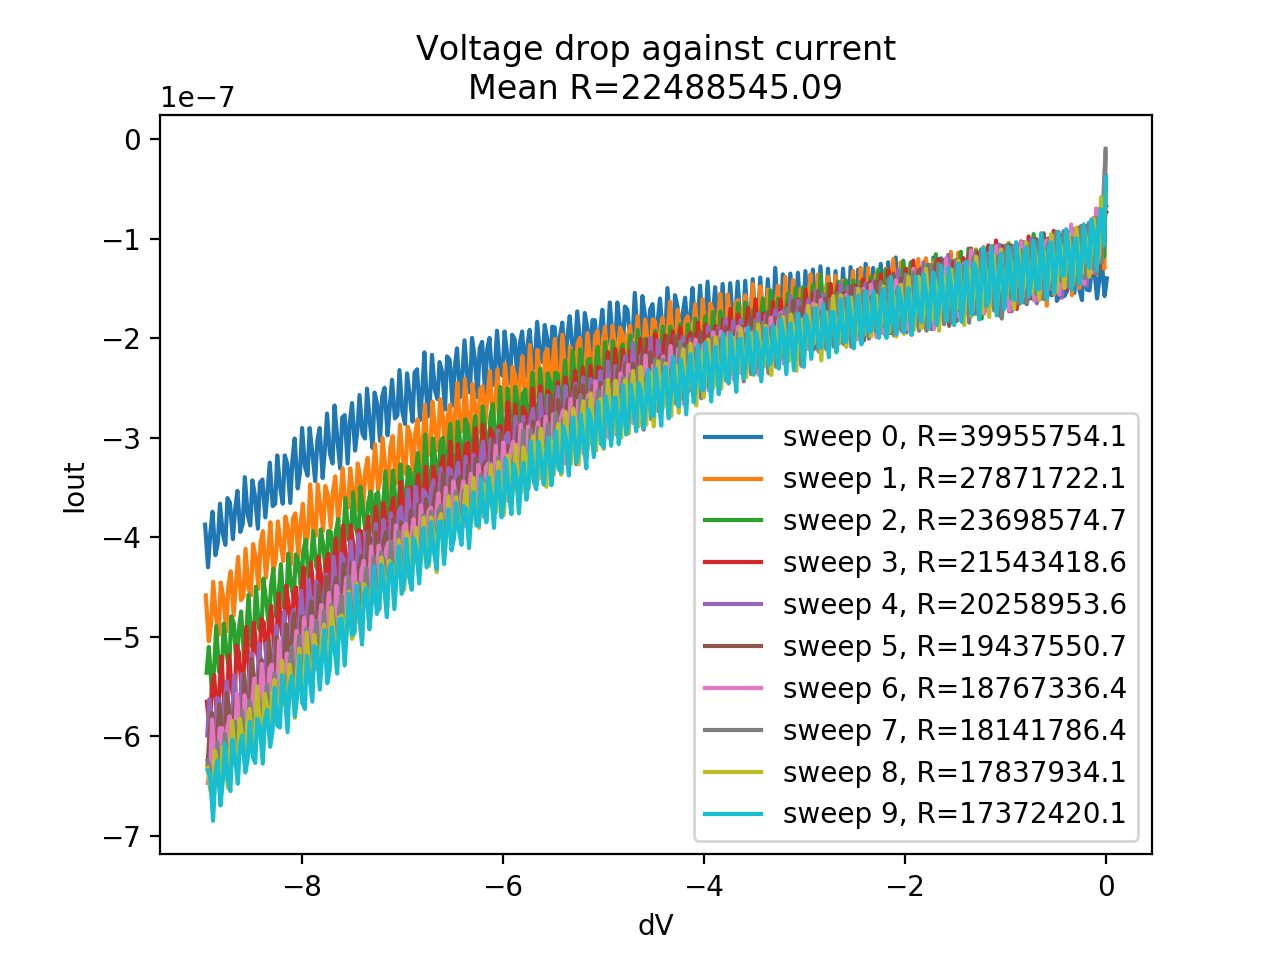 Voltage drop against current
Mean R=22488545.09
1e−7
0
−1
−2
−3
−4
−5
−6
−7
Iout
sweep 0, R=39955754.1
sweep 1, R=27871722.1
sweep 2, R=23698574.7
sweep 3, R=21543418.6
sweep 4, R=20258953.6
sweep 5, R=19437550.7
sweep 6, R=18767336.4
sweep 7, R=18141786.4
sweep 8, R=17837934.1
sweep 9, R=17372420.1
−8 −6 −4 −2 0
dV